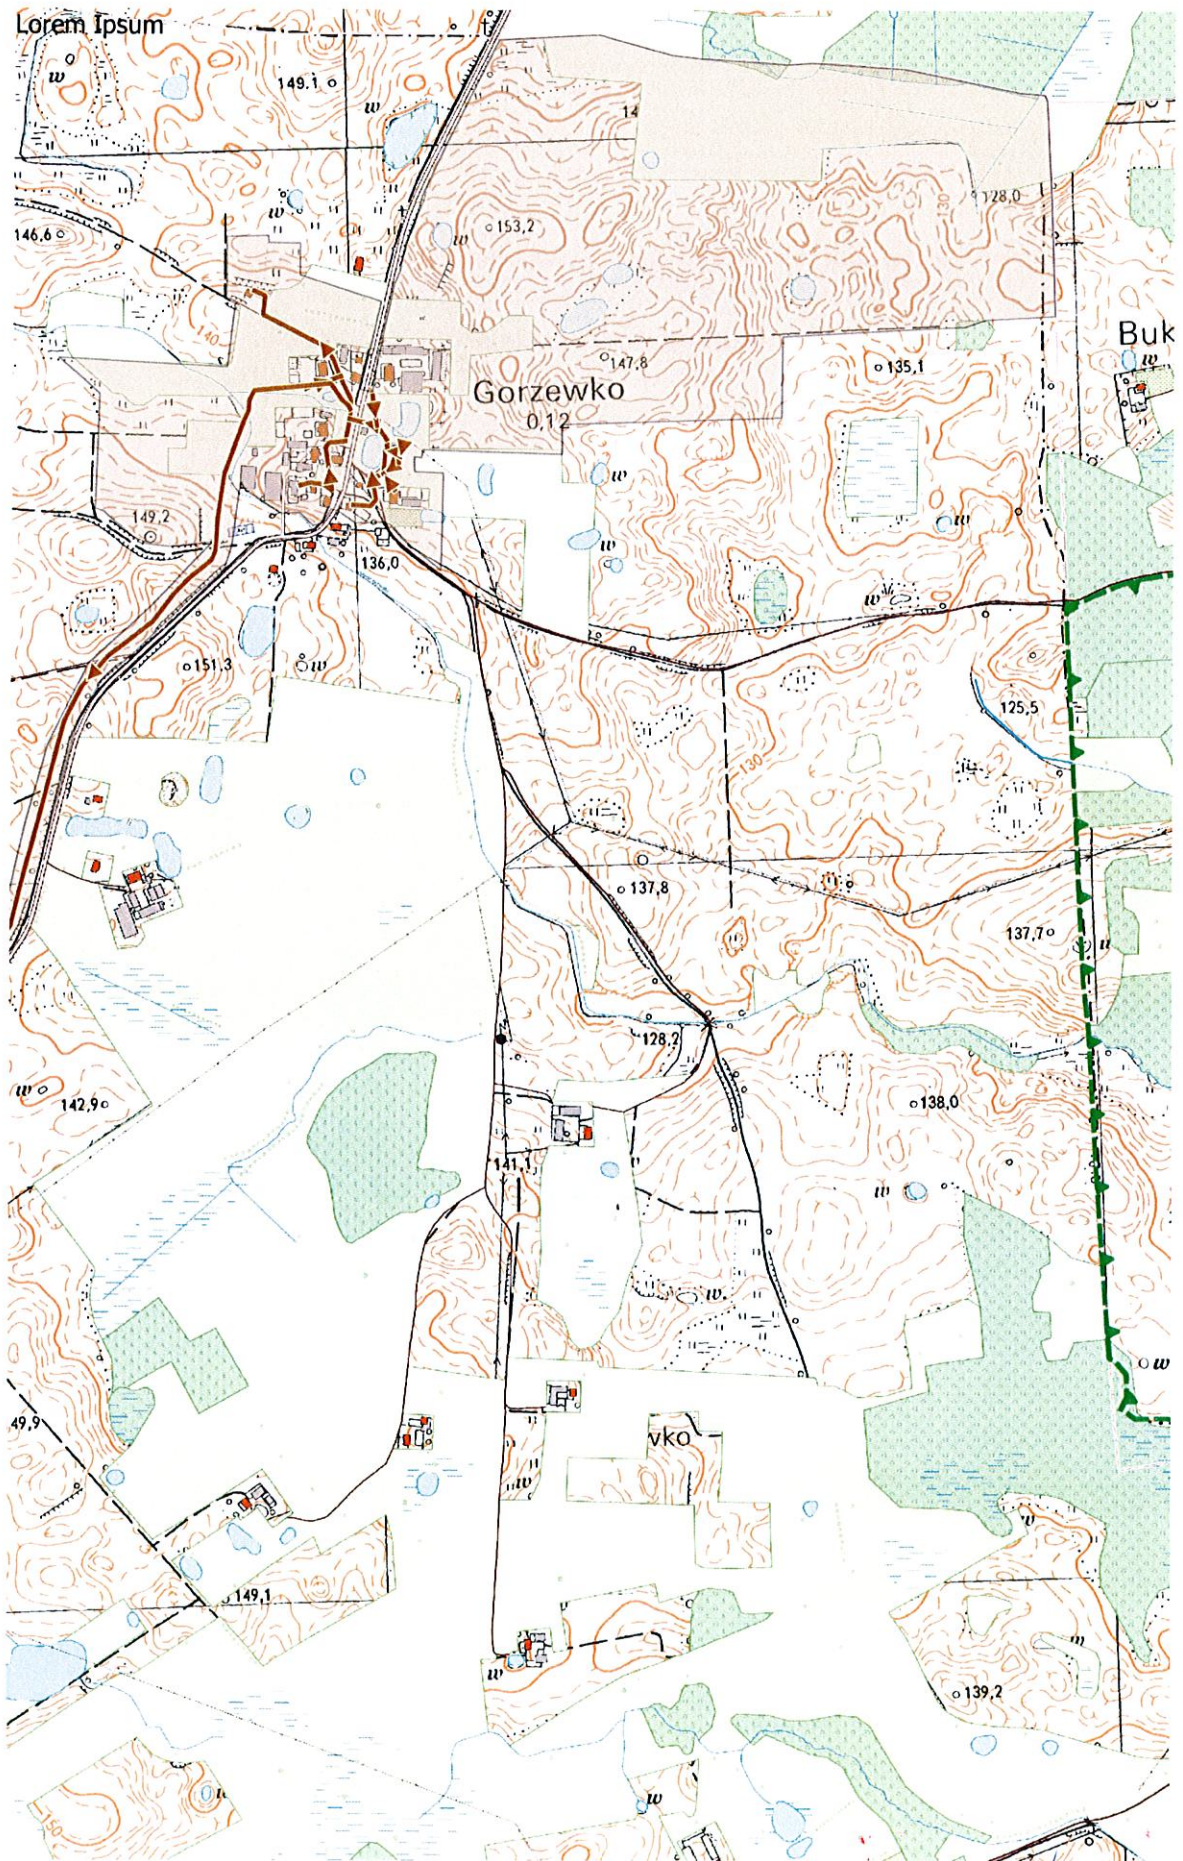 Lorem Ipsum
149.1
w
w
14
w
128,0
130
146,6
153,2
w
140
147,8
135,1
Buk
w
Gorzewko
0,12
w
149,2
w
w
136,0
w
151,3
w
125,5
130
137,8
137,7
128,2
w
142,9
138,0
141,1
w
w
w
49,9
vko
w
w
149,1
w
w
139,2
w
150